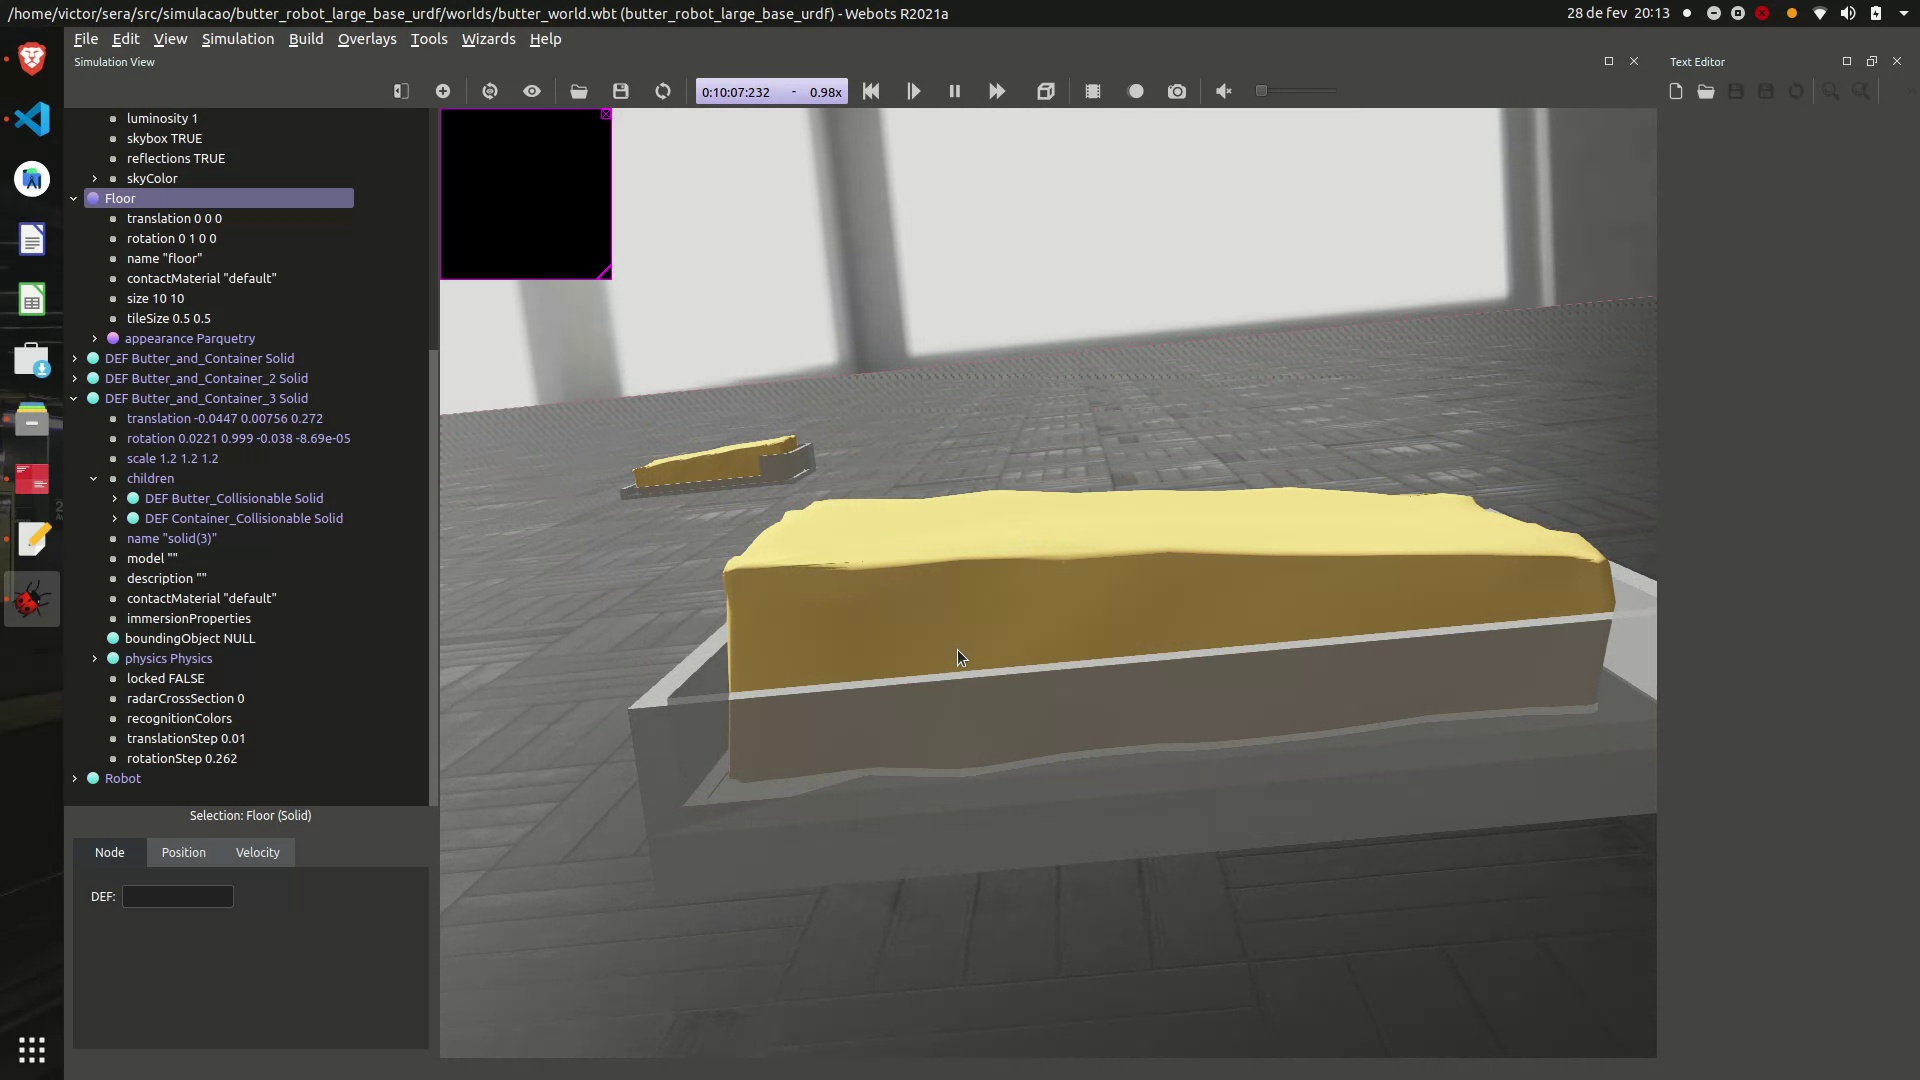 /home/victor/sera/src/simulacao/butter_robot_large_base_urdf/worlds/butter_world.wbt (butter_robot_large_base_urdf) - Webots R2021a
28 de fev 20:13
File Edit View Simulation Build Overlays Tools Wizards Help
Simulation View
Text Editor
0:10:07:232 - 0.98x
luminosity 1
skybox TRUE
reflections TRUE
skyColor
Floor
translation 0 0 0
rotation 0 1 0 0
name "floor"
contactMaterial "default"
size 10 10
tileSize 0.5 0.5
appearance Parquetry
DEF Butter_and_Container Solid
DEF Butter_and_Container_2 Solid
DEF Butter_and_Container_3 Solid
translation -0.0447 0.00756 0.272
rotation 0.0221 0.999 -0.038 -8.69e-05
scale 1.2 1.2 1.2
children
DEF Butter_Collisionable Solid
DEF Container_Collisionable Solid
name "solid(3)"
model ""
description ""
contactMaterial "default"
immersionProperties
boundingObject NULL
physics Physics
locked FALSE
radarCrossSection 0
recognitionColors
translationStep 0.01
rotationStep 0.262
Robot
Selection: Floor (Solid)
Node Position Velocity
DEF: